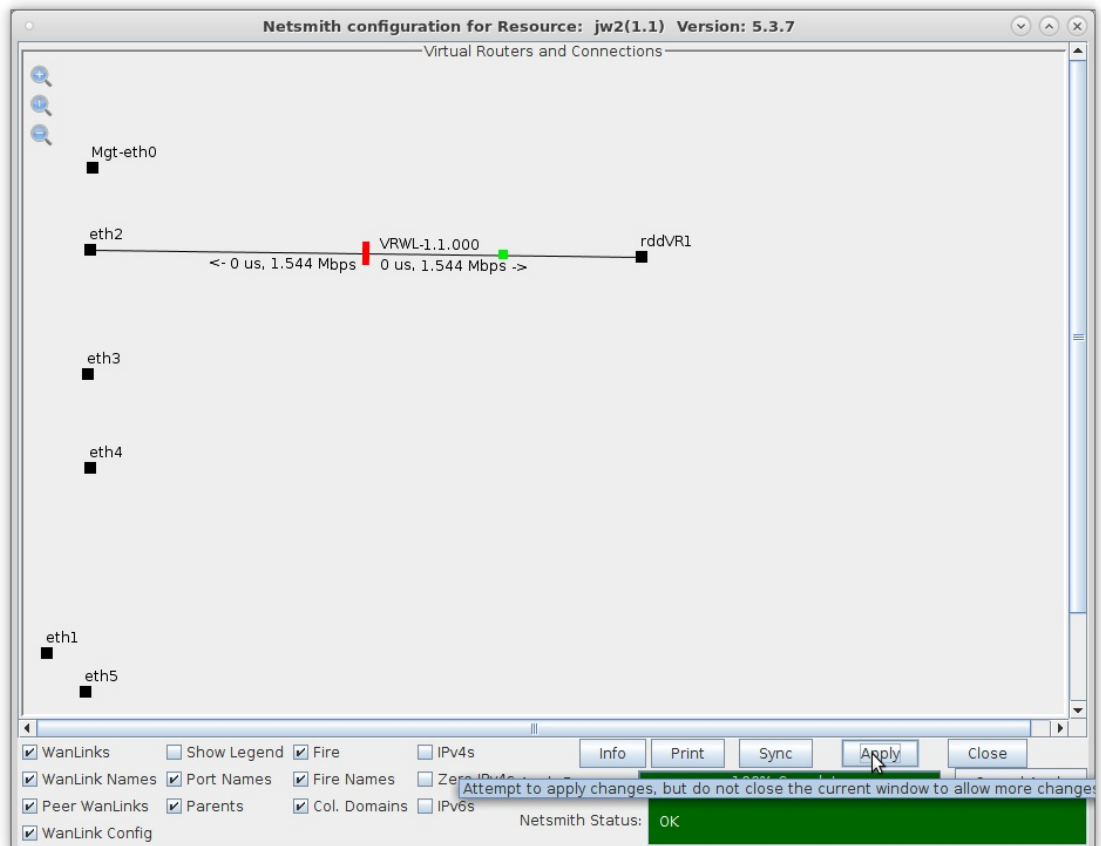 Netsmith configuration for Resource: jw2(1.1) Version: 5.3.7
Virtual Routers and Connections
Mgt-eth0
eth2
VRWL-1.1.000
rddVR1
<- 0 us, 1.544 Mbps
0 us, 1.544 Mbps ->
eth3
eth4
eth1
eth5
WanLinks Show Legend Fire IPv4s Info Print Sync Apply Close
WanLink Names Port Names Fire Names Zero IPv4s
Attempt to apply changes, but do not close the current window to allow more changes
Peer WanLinks Parents Col. Domains IPv6s
Netsmith Status: OK
WanLink Config